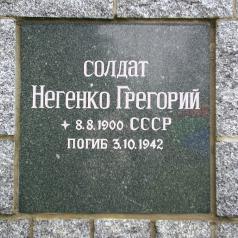 солдат
Негенко Грегорий
+ 8.8.1900 СССР
погиб 3.10.1942